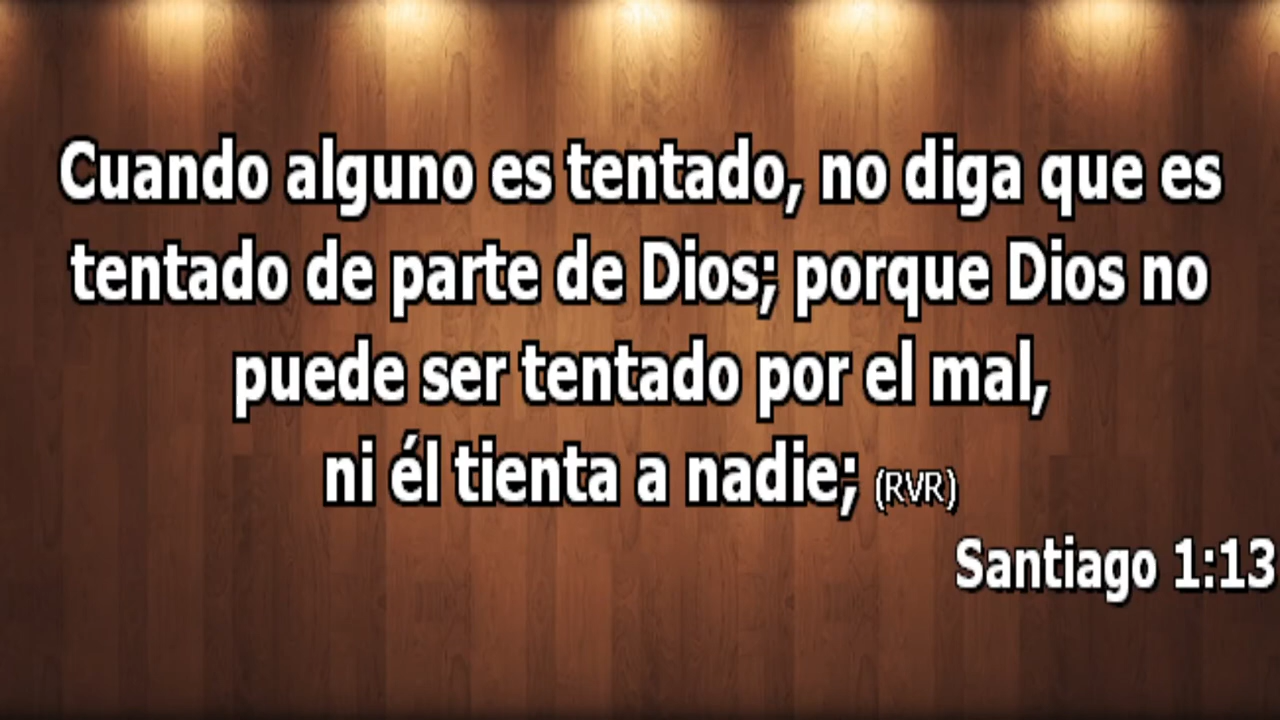 Cuando alguno es tentado, no diga que es
tentado de parte de Dios; porque Dios no
puede ser tentado por el mal,
ni él tienta a nadie; (RVR)
Santiago 1:13